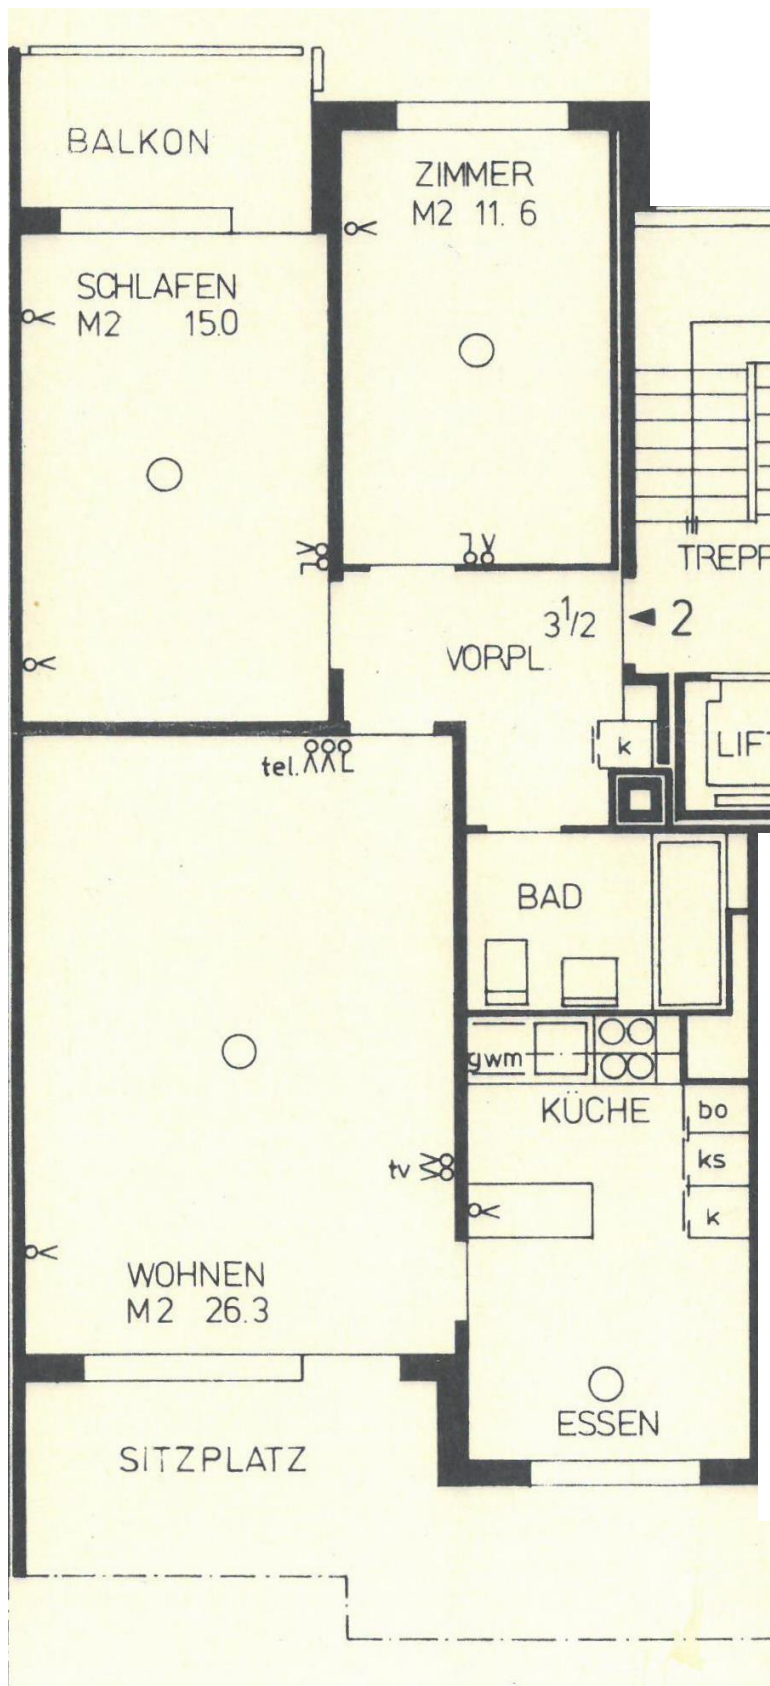 BALKON
ZIMMER
M2 11.6
SCHLAFEN
M2 15.0
TREPP
3 1/2
2
VORPL.
k
LIFT
tel.
BAD
gwm
KÜCHE
bo
tv
ks
k
WOHNEN
M2 26.3
ESSEN
SITZPLATZ